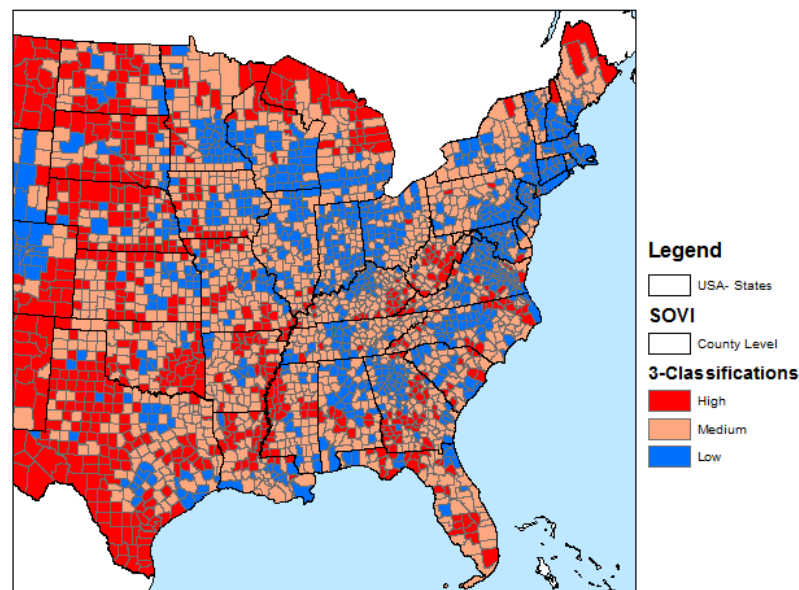 Legend
USA- States
SOVI
County Level
3-Classifications
High
Medium
Low